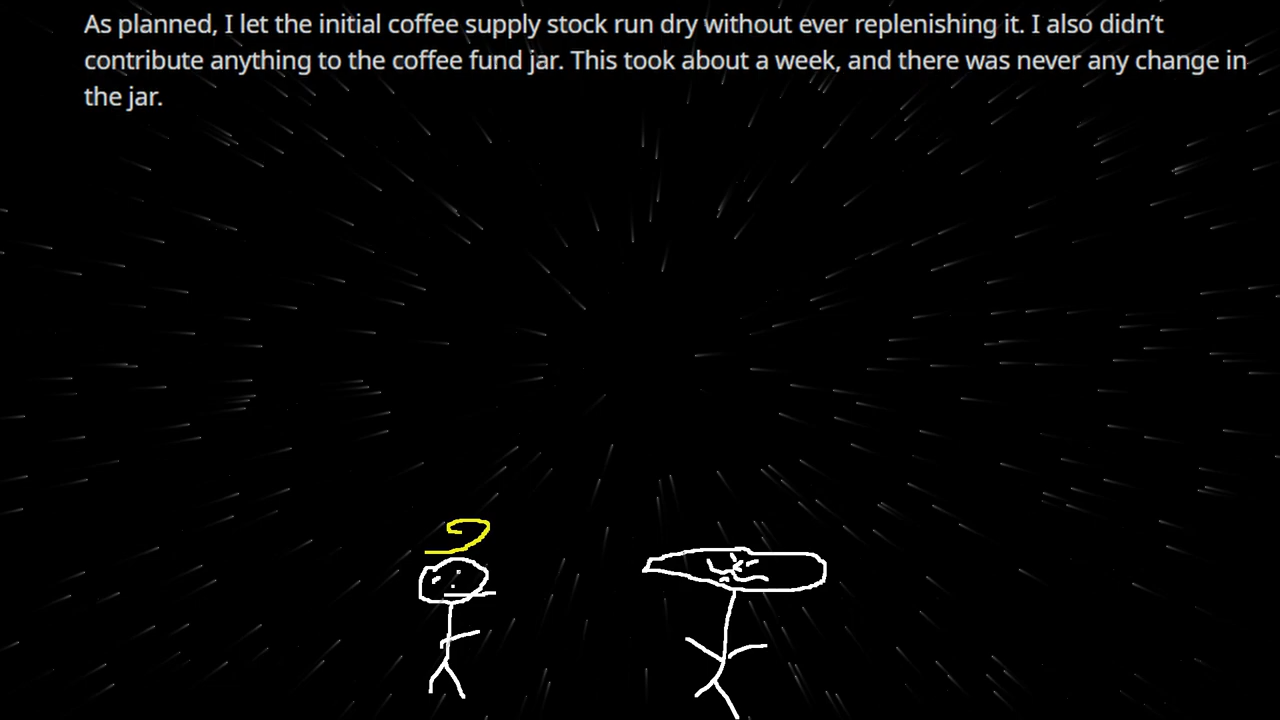 As planned, I let the initial coffee supply stock run dry without ever replenishing it. I also didn’t
contribute anything to the coffee fund jar. This took about a week, and there was never any change in
the jar.